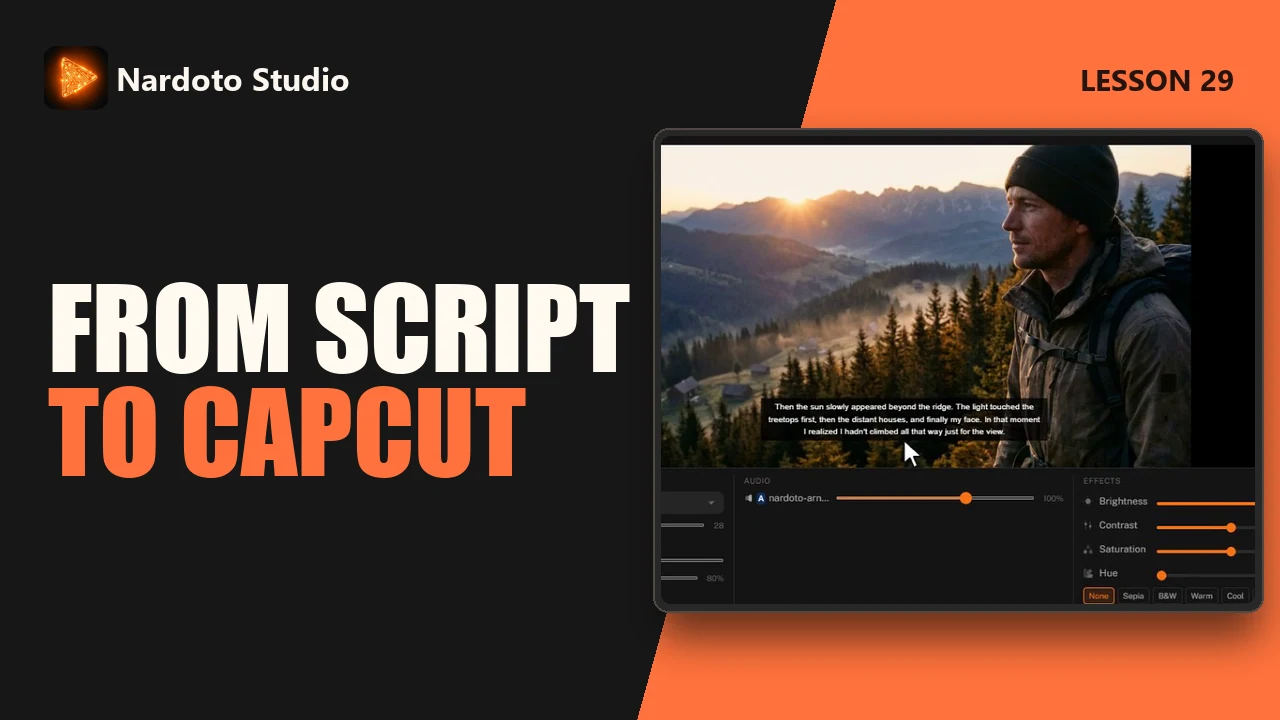 Nardoto Studio
LESSON 29
FROM SCRIPT
TO CAPCUT
Then the sun slowly appeared beyond the ridge. The light touched the
treetops first, then the distant houses, and finally my face. In that moment
I realized I hadn't climbed all that way just for the view.
AUDIO
A nardoto-arn... 100%
28
80%
EFFECTS
Brightness
Contrast
Saturation
Hue
None Sepia B&W Warm Cool